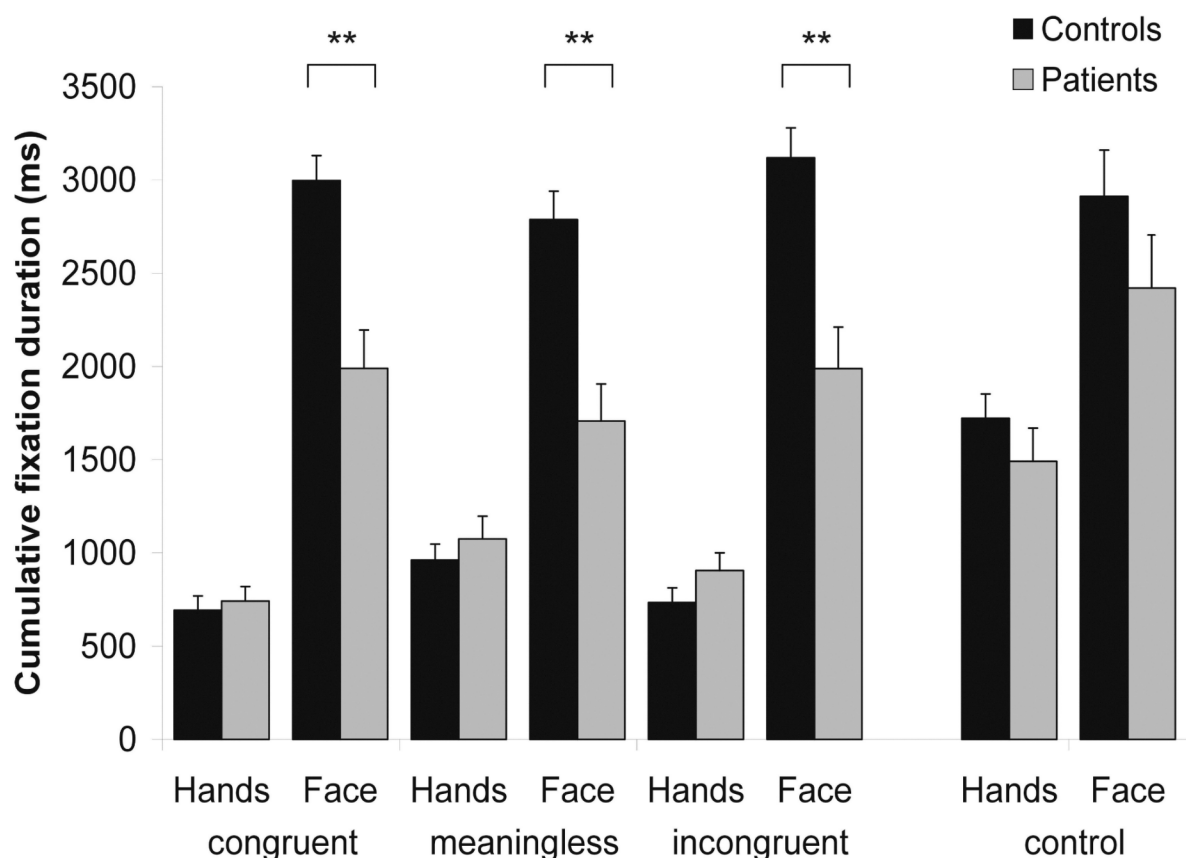 ** ** **
Controls
Patients
Cumulative fixation duration (ms)
3500
3000
2500
2000
1500
1000
500
0
Hands Face Hands Face Hands Face Hands Face
congruent meaningless incongruent control